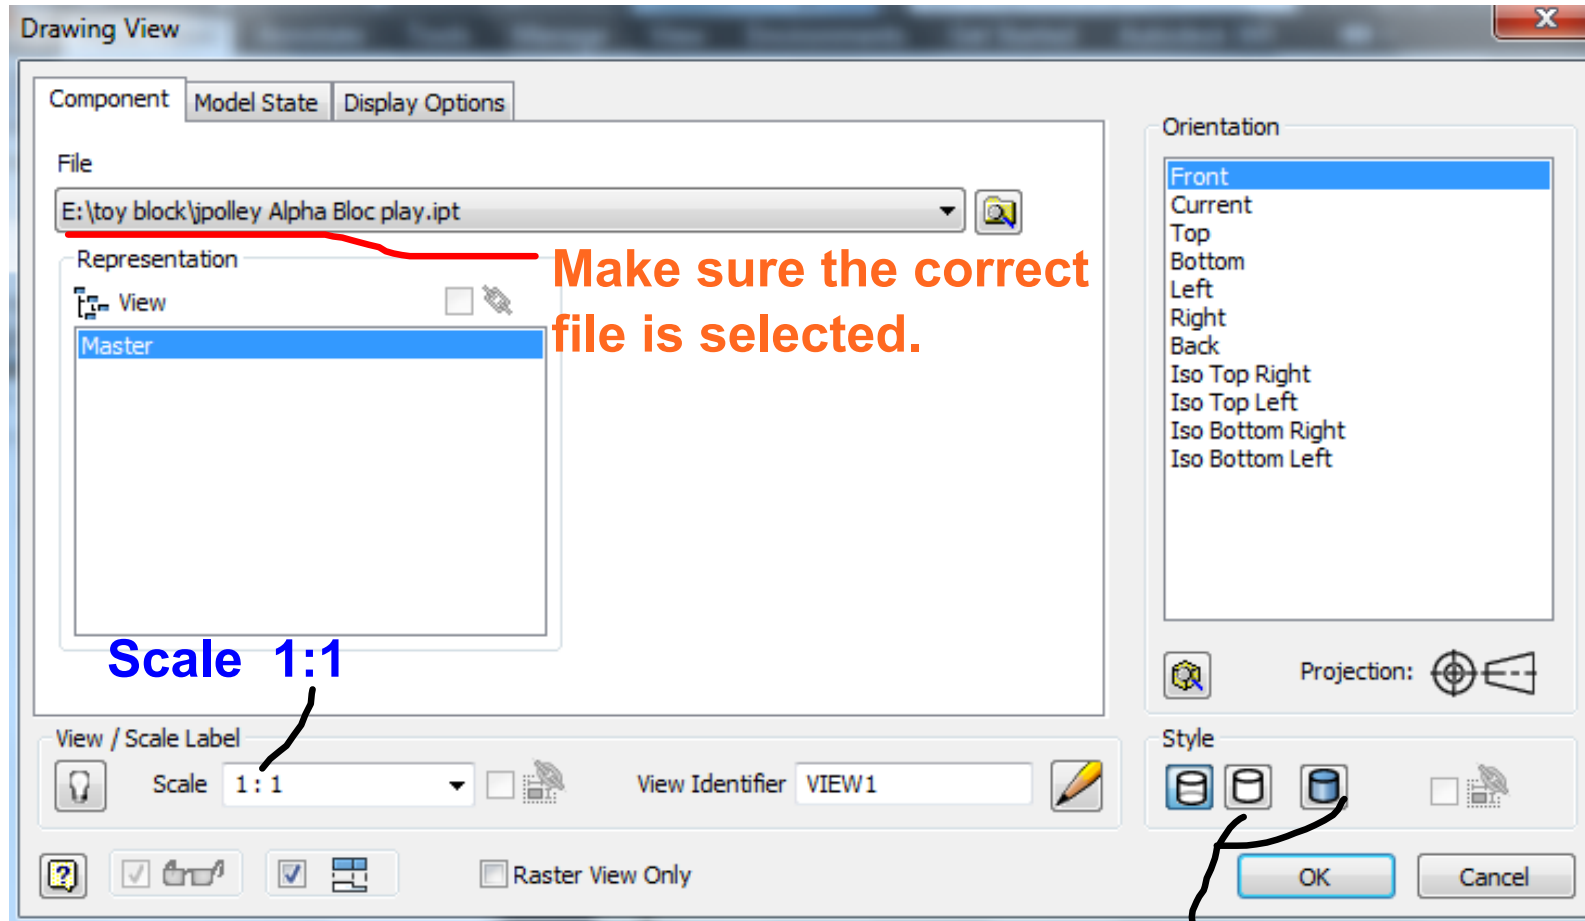 Drawing View
Component Model State Display Options
File
E:\toy block\jpolley Alpha Bloc play.ipt
Make sure the correct
file is selected.
Representation
View
Master
Scale 1:1
View / Scale Label
Scale 1:1
View Identifier VIEW1
Raster View Only
Orientation
Front
Current
Top
Bottom
Left
Right
Back
Iso Top Right
Iso Top Left
Iso Bottom Right
Iso Bottom Left
Projection:
Style
OK Cancel